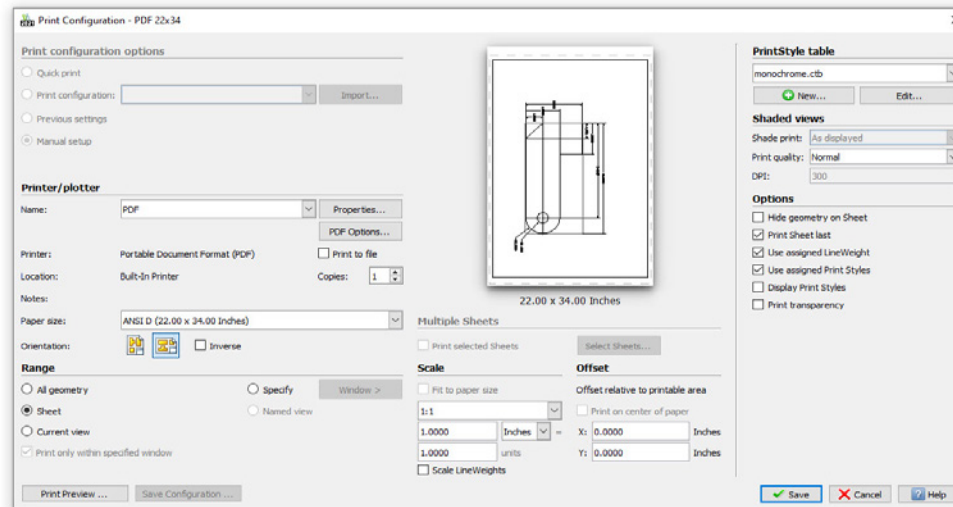 Print Configuration - PDF 22x34
Print configuration options
Quick print
Print configuration:
Import...
Previous settings
Manual setup
Printer/plotter
Name: PDF Properties...
PDF Options...
Printer: Portable Document Format (PDF) Print to file
Location: Built-In Printer Copies: 1
Notes:
Paper size: ANSI D (22.00 x 34.00 Inches)
Orientation: Inverse
Range
All geometry Specify Window >
Sheet Named view
Current view
Print only within specified window
Print Preview ... Save Configuration ...
22.00 x 34.00 Inches
Multiple Sheets
Print selected Sheets Select Sheets...
Scale
Fit to paper size
1:1
1.0000 Inches =
1.0000 units
Scale LineWeights
Offset
Offset relative to printable area
Print on center of paper
X: 0.0000 Inches
Y: 0.0000 Inches
PrintStyle table
monochrome.ctb
New... Edit...
Shaded views
Shade print: As displayed
Print quality: Normal
DPI: 300
Options
Hide geometry on Sheet
Print Sheet last
Use assigned LineWeight
Use assigned Print Styles
Display Print Styles
Print transparency
Save Cancel Help